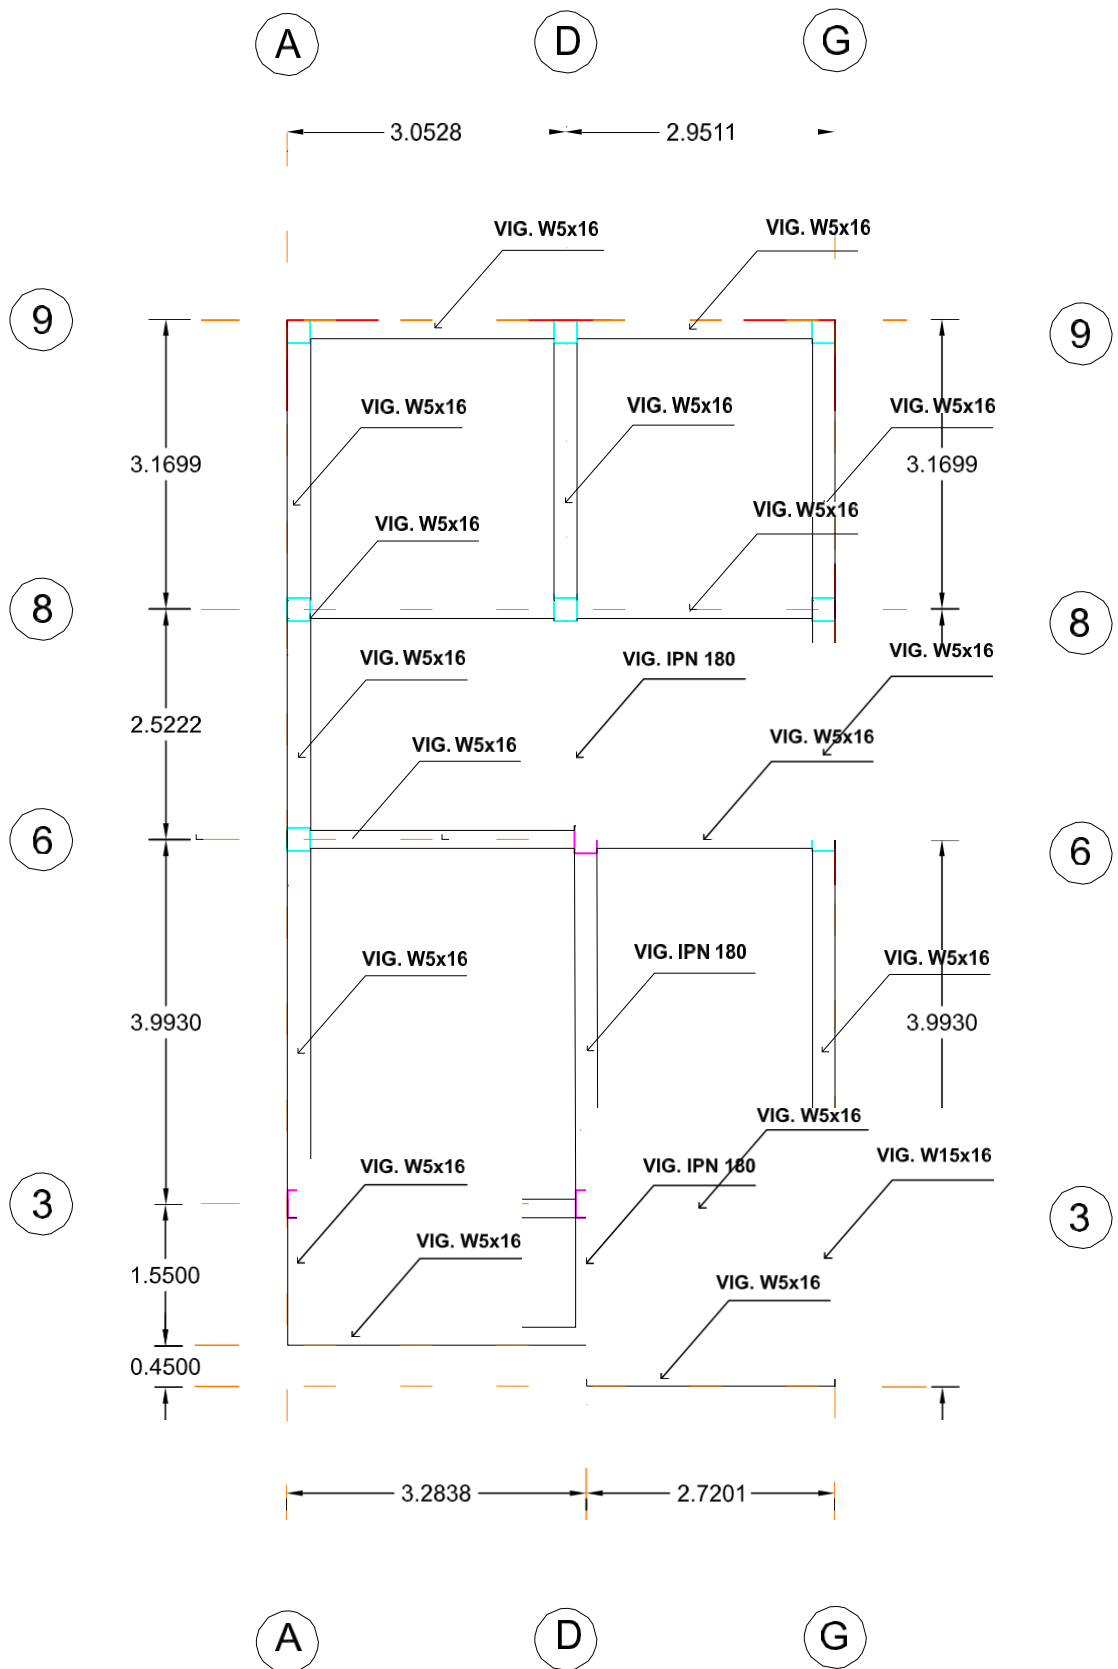 A D G
3.0528 2.9511
VIG. W5x16 VIG. W5x16
9 9
VIG. W5x16 VIG. W5x16 VIG. W5x16
3.1699 3.1699
VIG. W5x16 VIG. W5x16
8 8
VIG. W5x16 VIG. IPN 180 VIG. W5x16
2.5222
VIG. W5x16 VIG. W5x16
6 6
VIG. W5x16 VIG. IPN 180 VIG. W5x16
3.9930 3.9930
VIG. W5x16
VIG. W5x16 VIG. IPN 180 VIG. W15x16
3 3
VIG. W5x16
1.5500 VIG. W5x16
0.4500
3.2838 2.7201
A D G